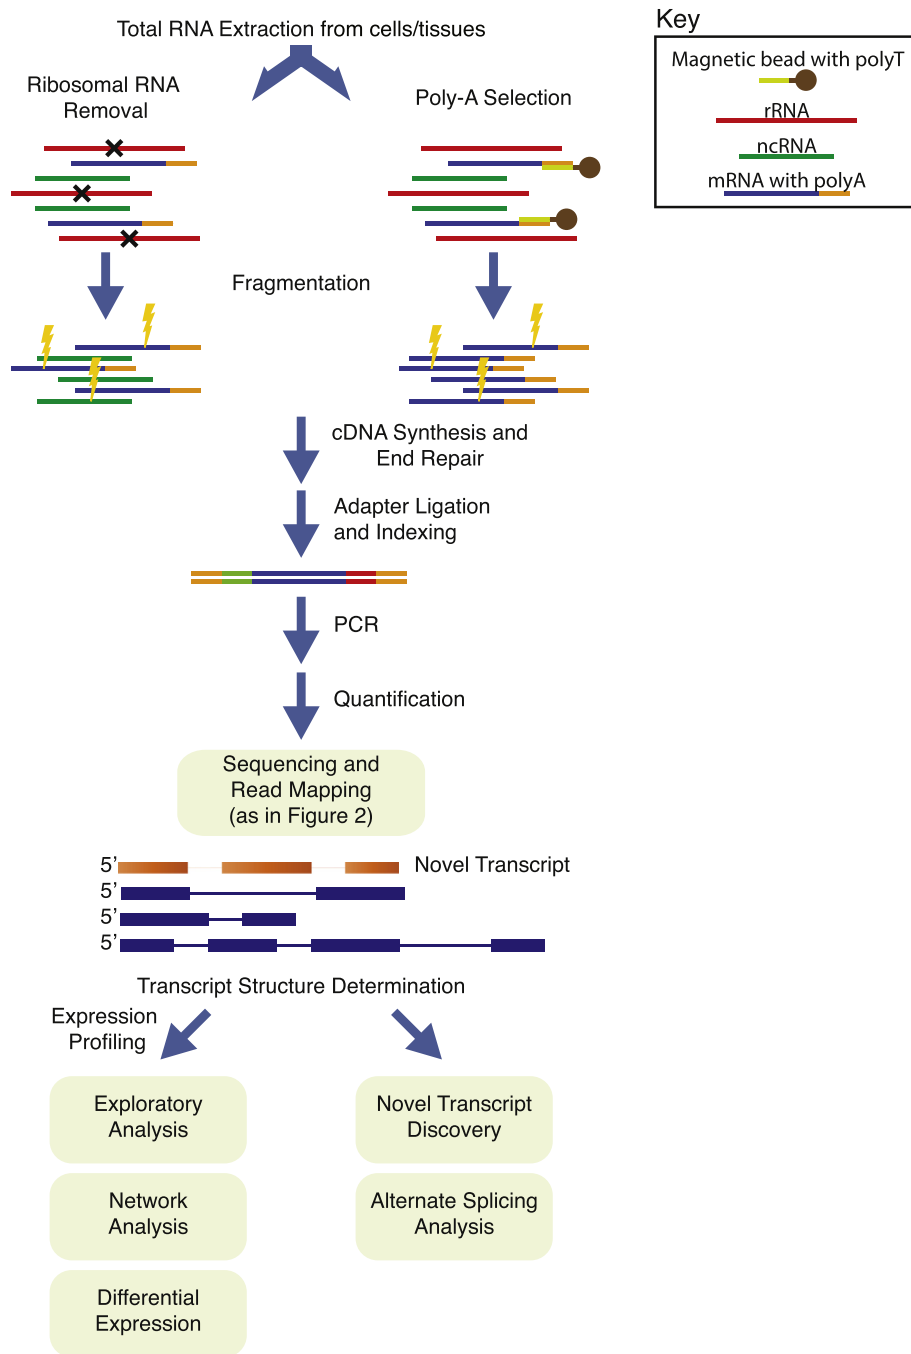 Total RNA Extraction from cells/tissues
Key
Magnetic bead with polyT
rRNA
ncRNA
mRNA with polyA
Ribosomal RNA
Removal
Poly-A Selection
Fragmentation
cDNA Synthesis and
End Repair
Adapter Ligation
and Indexing
PCR
Quantification
Sequencing and
Read Mapping
(as in Figure 2)
5’
Novel Transcript
5’
5’
5’
Transcript Structure Determination
Expression
Profiling
Exploratory
Analysis
Network
Analysis
Differential
Expression
Novel Transcript
Discovery
Alternate Splicing
Analysis